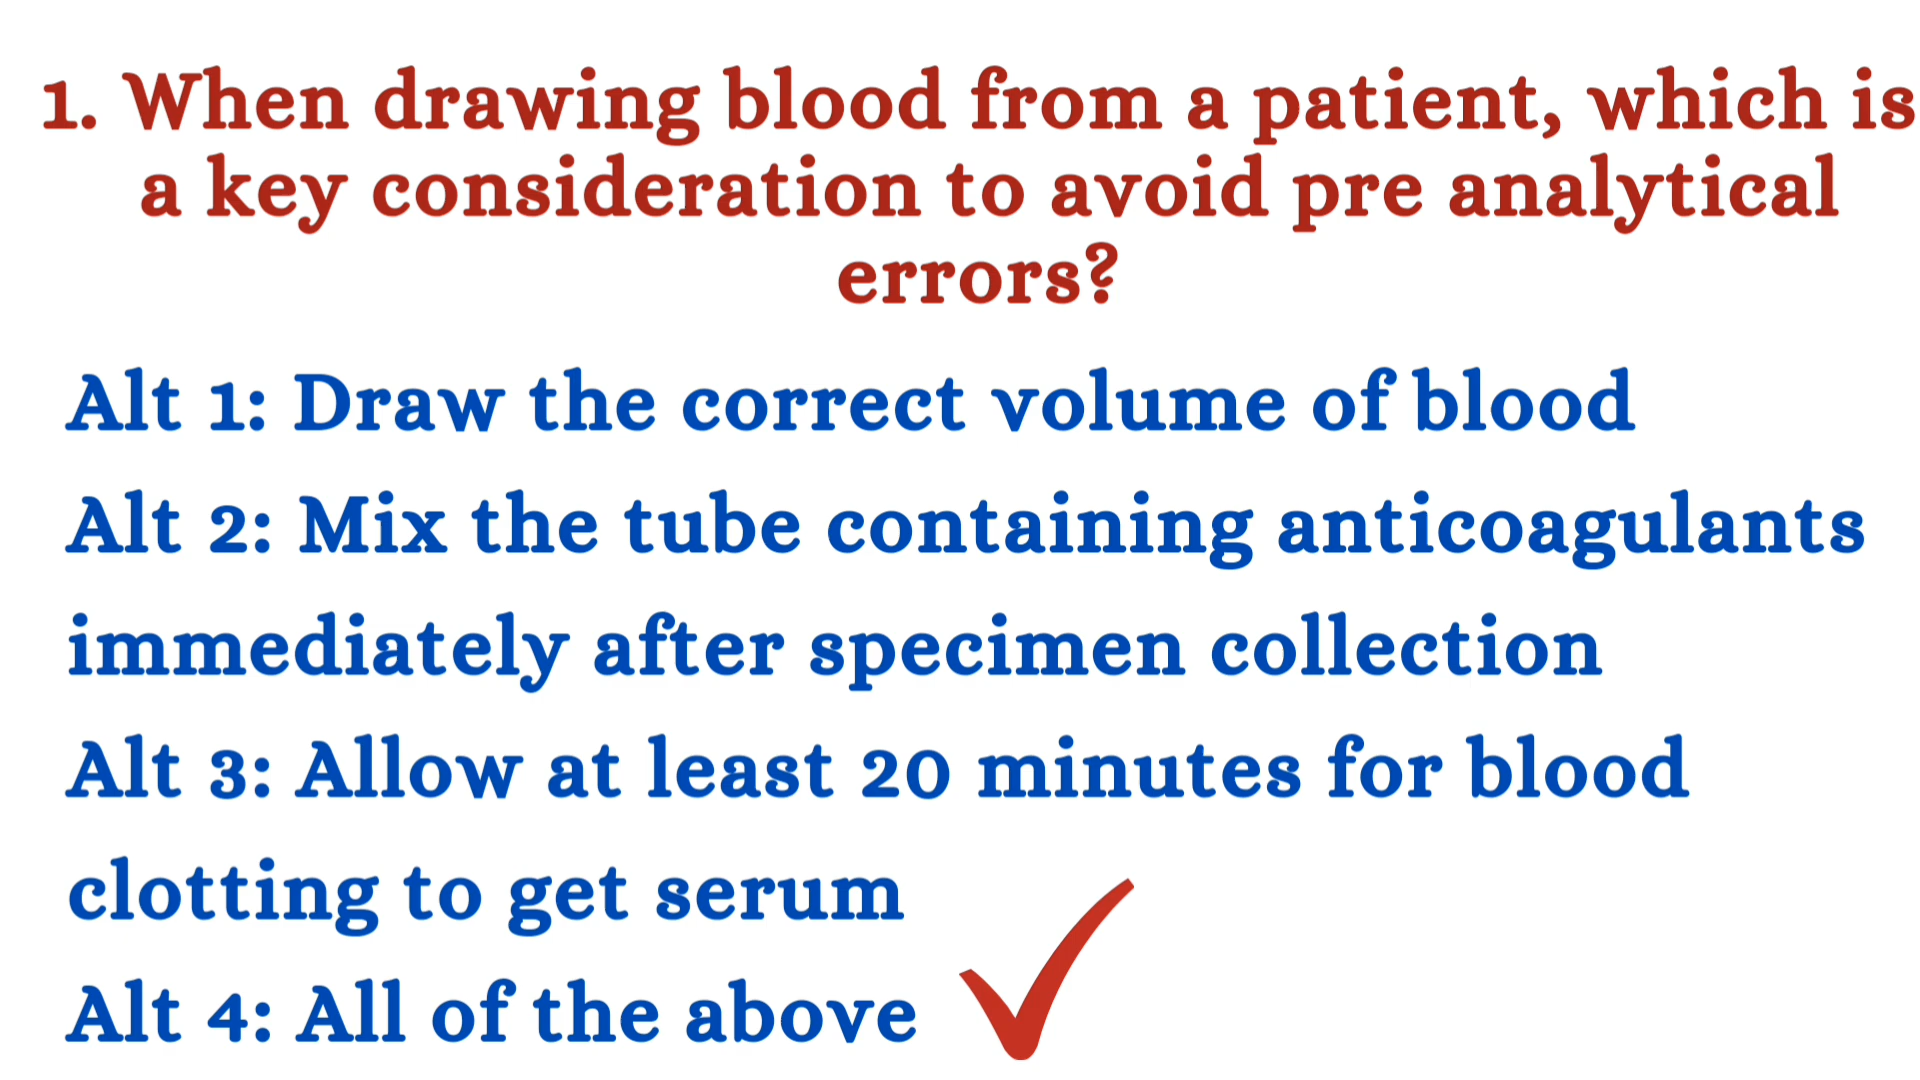 1. When drawing blood from a patient, which is
a key consideration to avoid pre analytical
errors?
Alt 1: Draw the correct volume of blood
Alt 2: Mix the tube containing anticoagulants
immediately after specimen collection
Alt 3: Allow at least 20 minutes for blood
clotting to get serum
Alt 4: All of the above